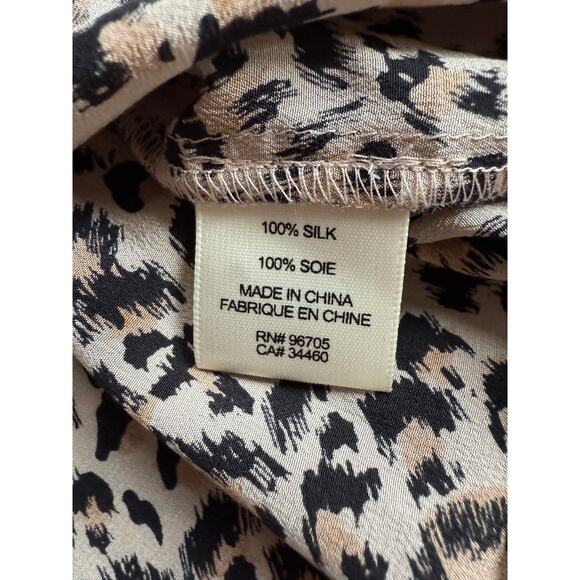 100% SILK
100% SOIE
MADE IN CHINA
FABRIQUE EN CHINE
RN# 96705
CA# 34460